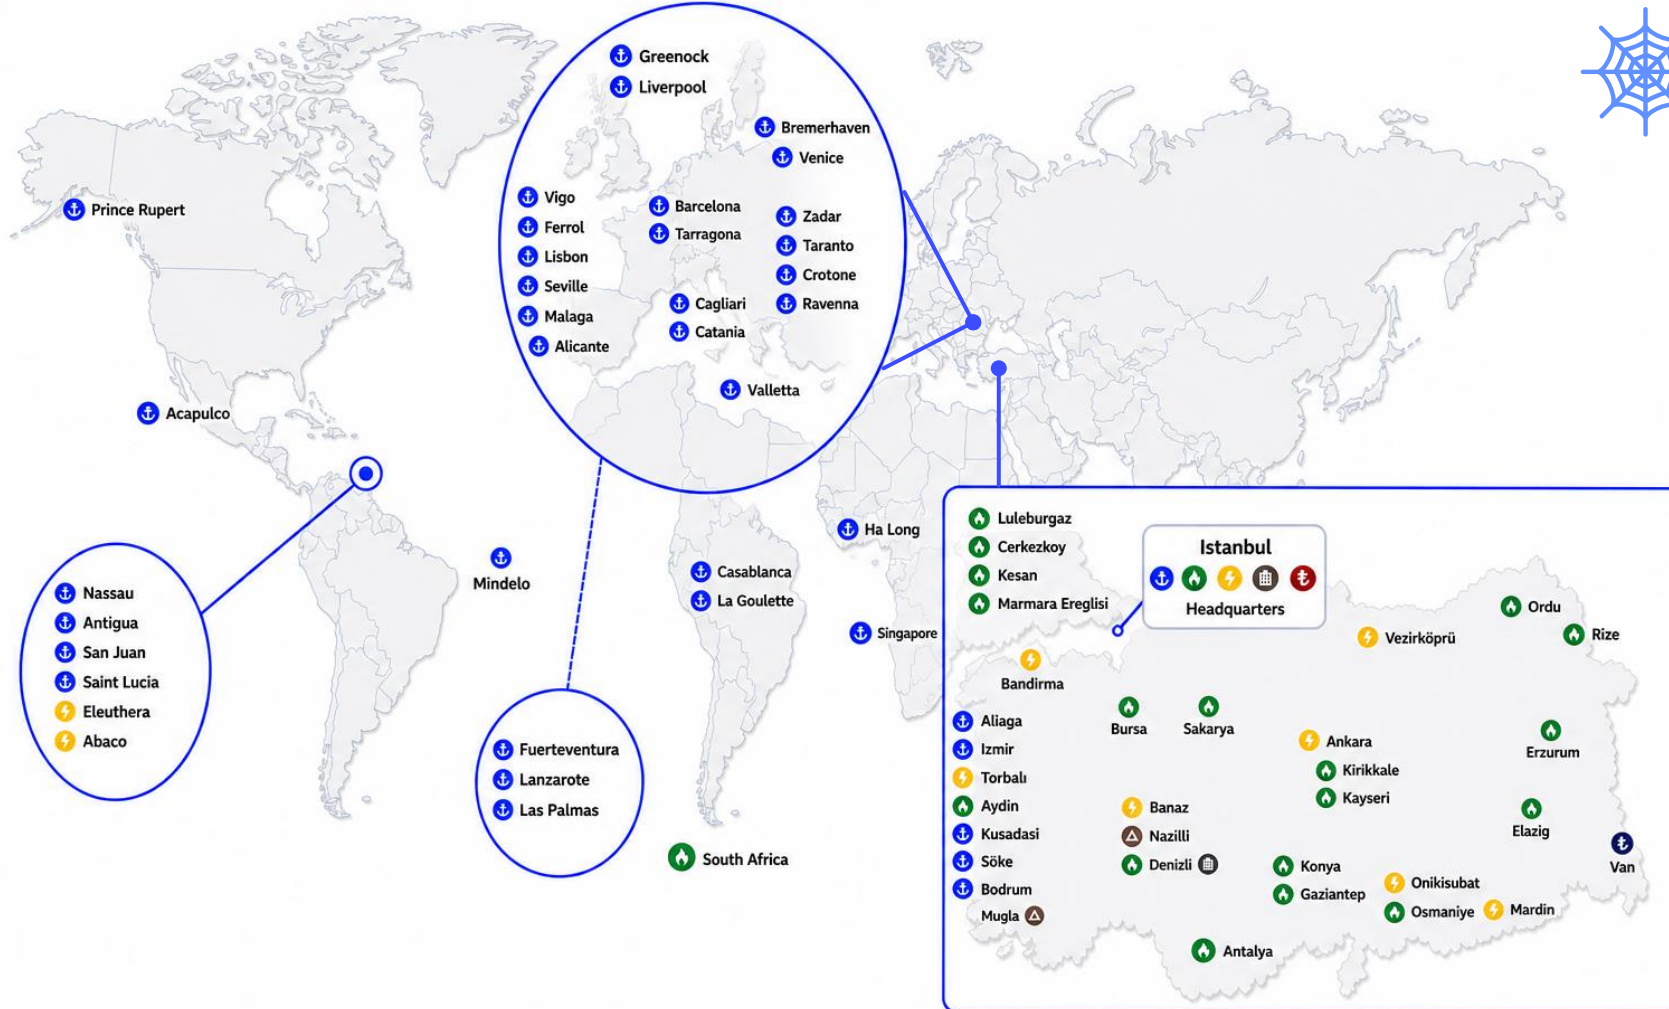 Greenock
Liverpool
Bremerhaven
Venice
Vigo
Ferrol
Lisbon
Seville
Malaga
Alicante
Barcelona
Tarragona
Zadar
Taranto
Crotone
Ravenna
Cagliari
Catania
Valletta
Prince Rupert
Acapulco
Nassau
Antigua
San Juan
Saint Lucia
Eleuthera
Abaco
Mindelo
Fuerteventura
Lanzarote
Las Palmas
Casablanca
La Goulette
South Africa
Ha Long
Singapore
Luleburgaz
Cerkezkoy
Kesan
Marmara Ereglisi
Istanbul
Headquarters
Bandirma
Bursa
Sakarya
Vezirköprü
Ordu
Rize
Aliaga
Izmir
Torbalı
Aydin
Kusadasi
Söke
Bodrum
Mugla
Banaz
Nazilli
Denizli
Ankara
Kirikkale
Kayseri
Erzurum
Elazig
Van
Konya
Gaziantep
Onikisubat
Osmaniye
Mardin
Antalya